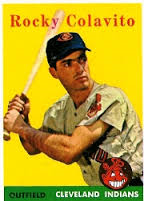 Rocky Colavito
OUTFIELD CLEVELAND INDIANS